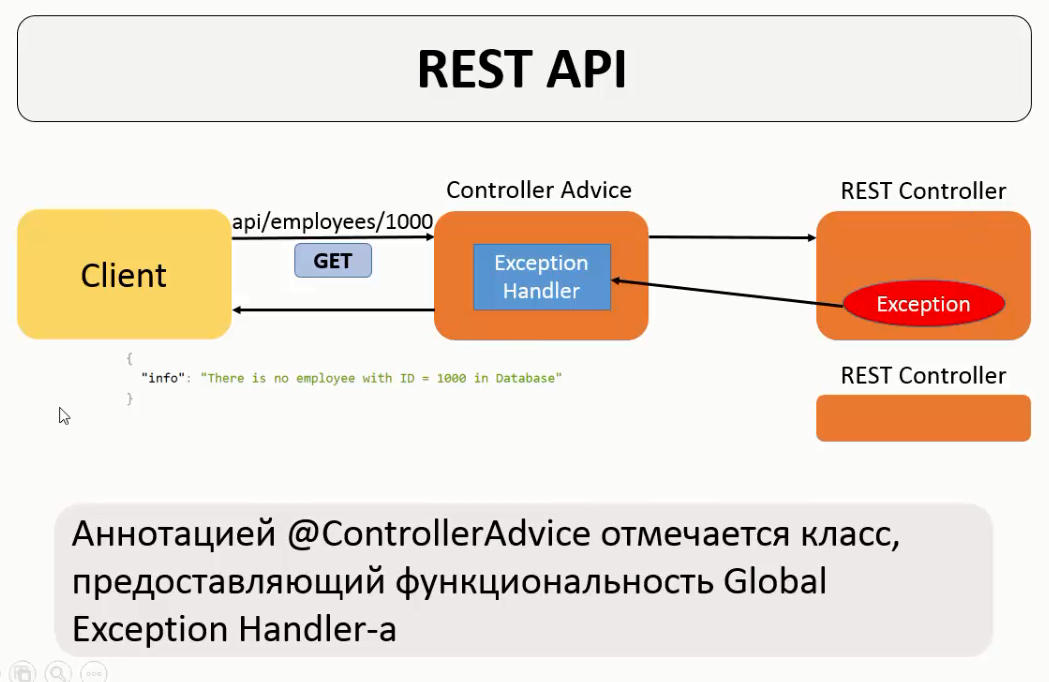 REST API
Controller Advice
REST Controller
api/employees/1000
GET
Client
Exception
Handler
Exception
{
"info": "There is no employee with ID = 1000 in Database"
}
REST Controller
Аннотацией @ControllerAdvice отмечается класс,
предоставляющий функциональность Global
Exception Handler-а